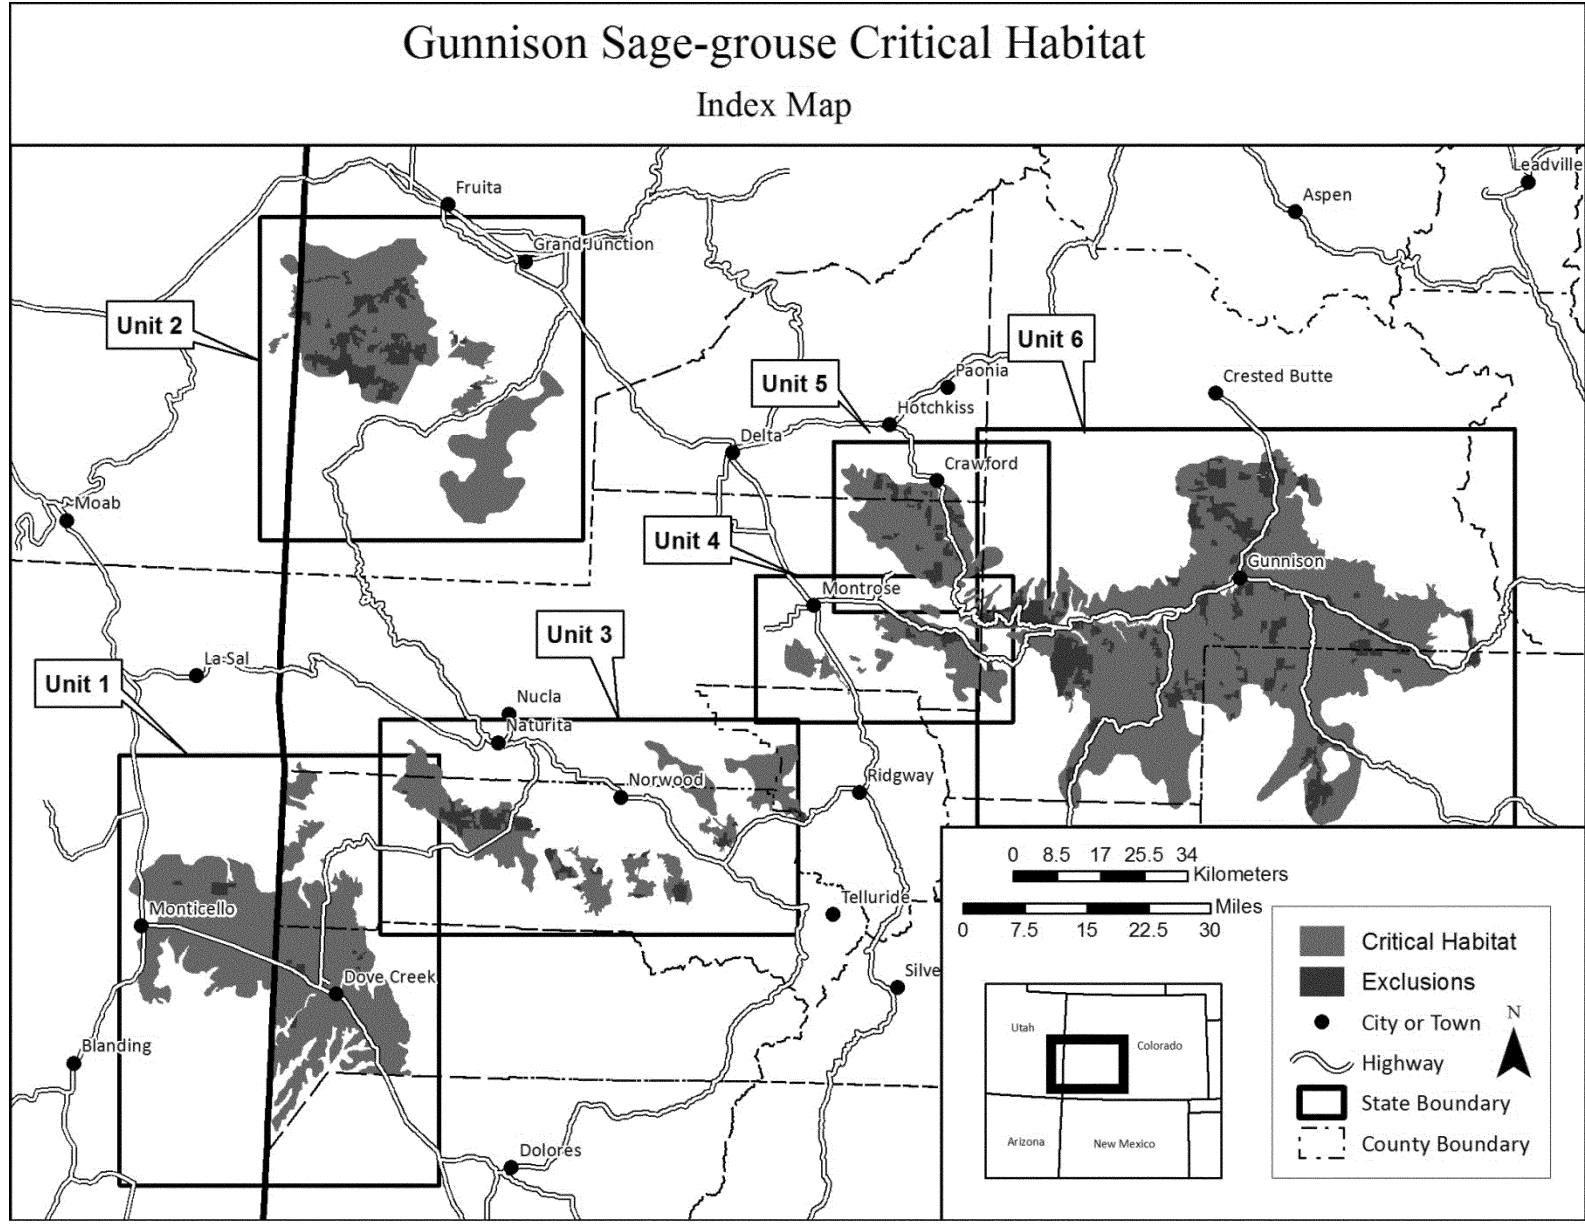 Gunnison Sage-grouse Critical Habitat
Index Map
Leadville
Fruita
Aspen
Grand Junction
Unit 2
Unit 6
Paonia
Crested Butte
Unit 5
Hotchkiss
Delta
Crawford
Moab
Unit 4
Gunnison
Montrose
Unit 3
La Sal
Unit 1
Nucla
Naturita
Norwood
Ridgway
0 8.5 17 25.5 34
Kilometers
Miles
0 7.5 15 22.5 30
Telluride
Monticello
Critical Habitat
Dove Creek
Silve
Exclusions
City or Town
N
Utah
Colorado
Blanding
Highway
State Boundary
Arizona
New Mexico
County Boundary
Dolores